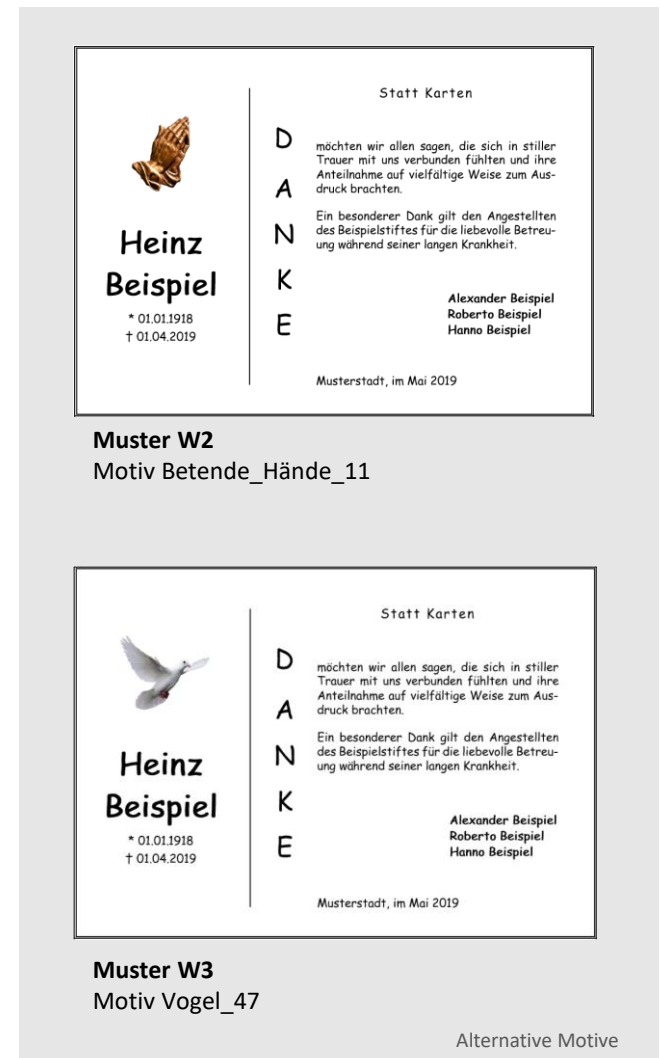 Statt Karten
Heinz
Beispiel
* 01.01.1918
† 01.04.2019
D
A
N
K
E
möchten wir allen sagen, die sich in stiller
Trauer mit uns verbunden fühlten und ihre
Anteilnahme auf vielfältige Weise zum Aus-
druck brachten.
Ein besonderer Dank gilt den Angestellten
des Beispielstiftes für die liebevolle Betreu-
ung während seiner langen Krankheit.
Alexander Beispiel
Roberto Beispiel
Hanno Beispiel
Musterstadt, im Mai 2019
Muster W2
Motiv Betende_Hände_11
Statt Karten
Heinz
Beispiel
* 01.01.1918
† 01.04.2019
D
A
N
K
E
möchten wir allen sagen, die sich in stiller
Trauer mit uns verbunden fühlten und ihre
Anteilnahme auf vielfältige Weise zum Aus-
druck brachten.
Ein besonderer Dank gilt den Angestellten
des Beispielstiftes für die liebevolle Betreu-
ung während seiner langen Krankheit.
Alexander Beispiel
Roberto Beispiel
Hanno Beispiel
Musterstadt, im Mai 2019
Muster W3
Motiv Vogel_47
Alternative Motive